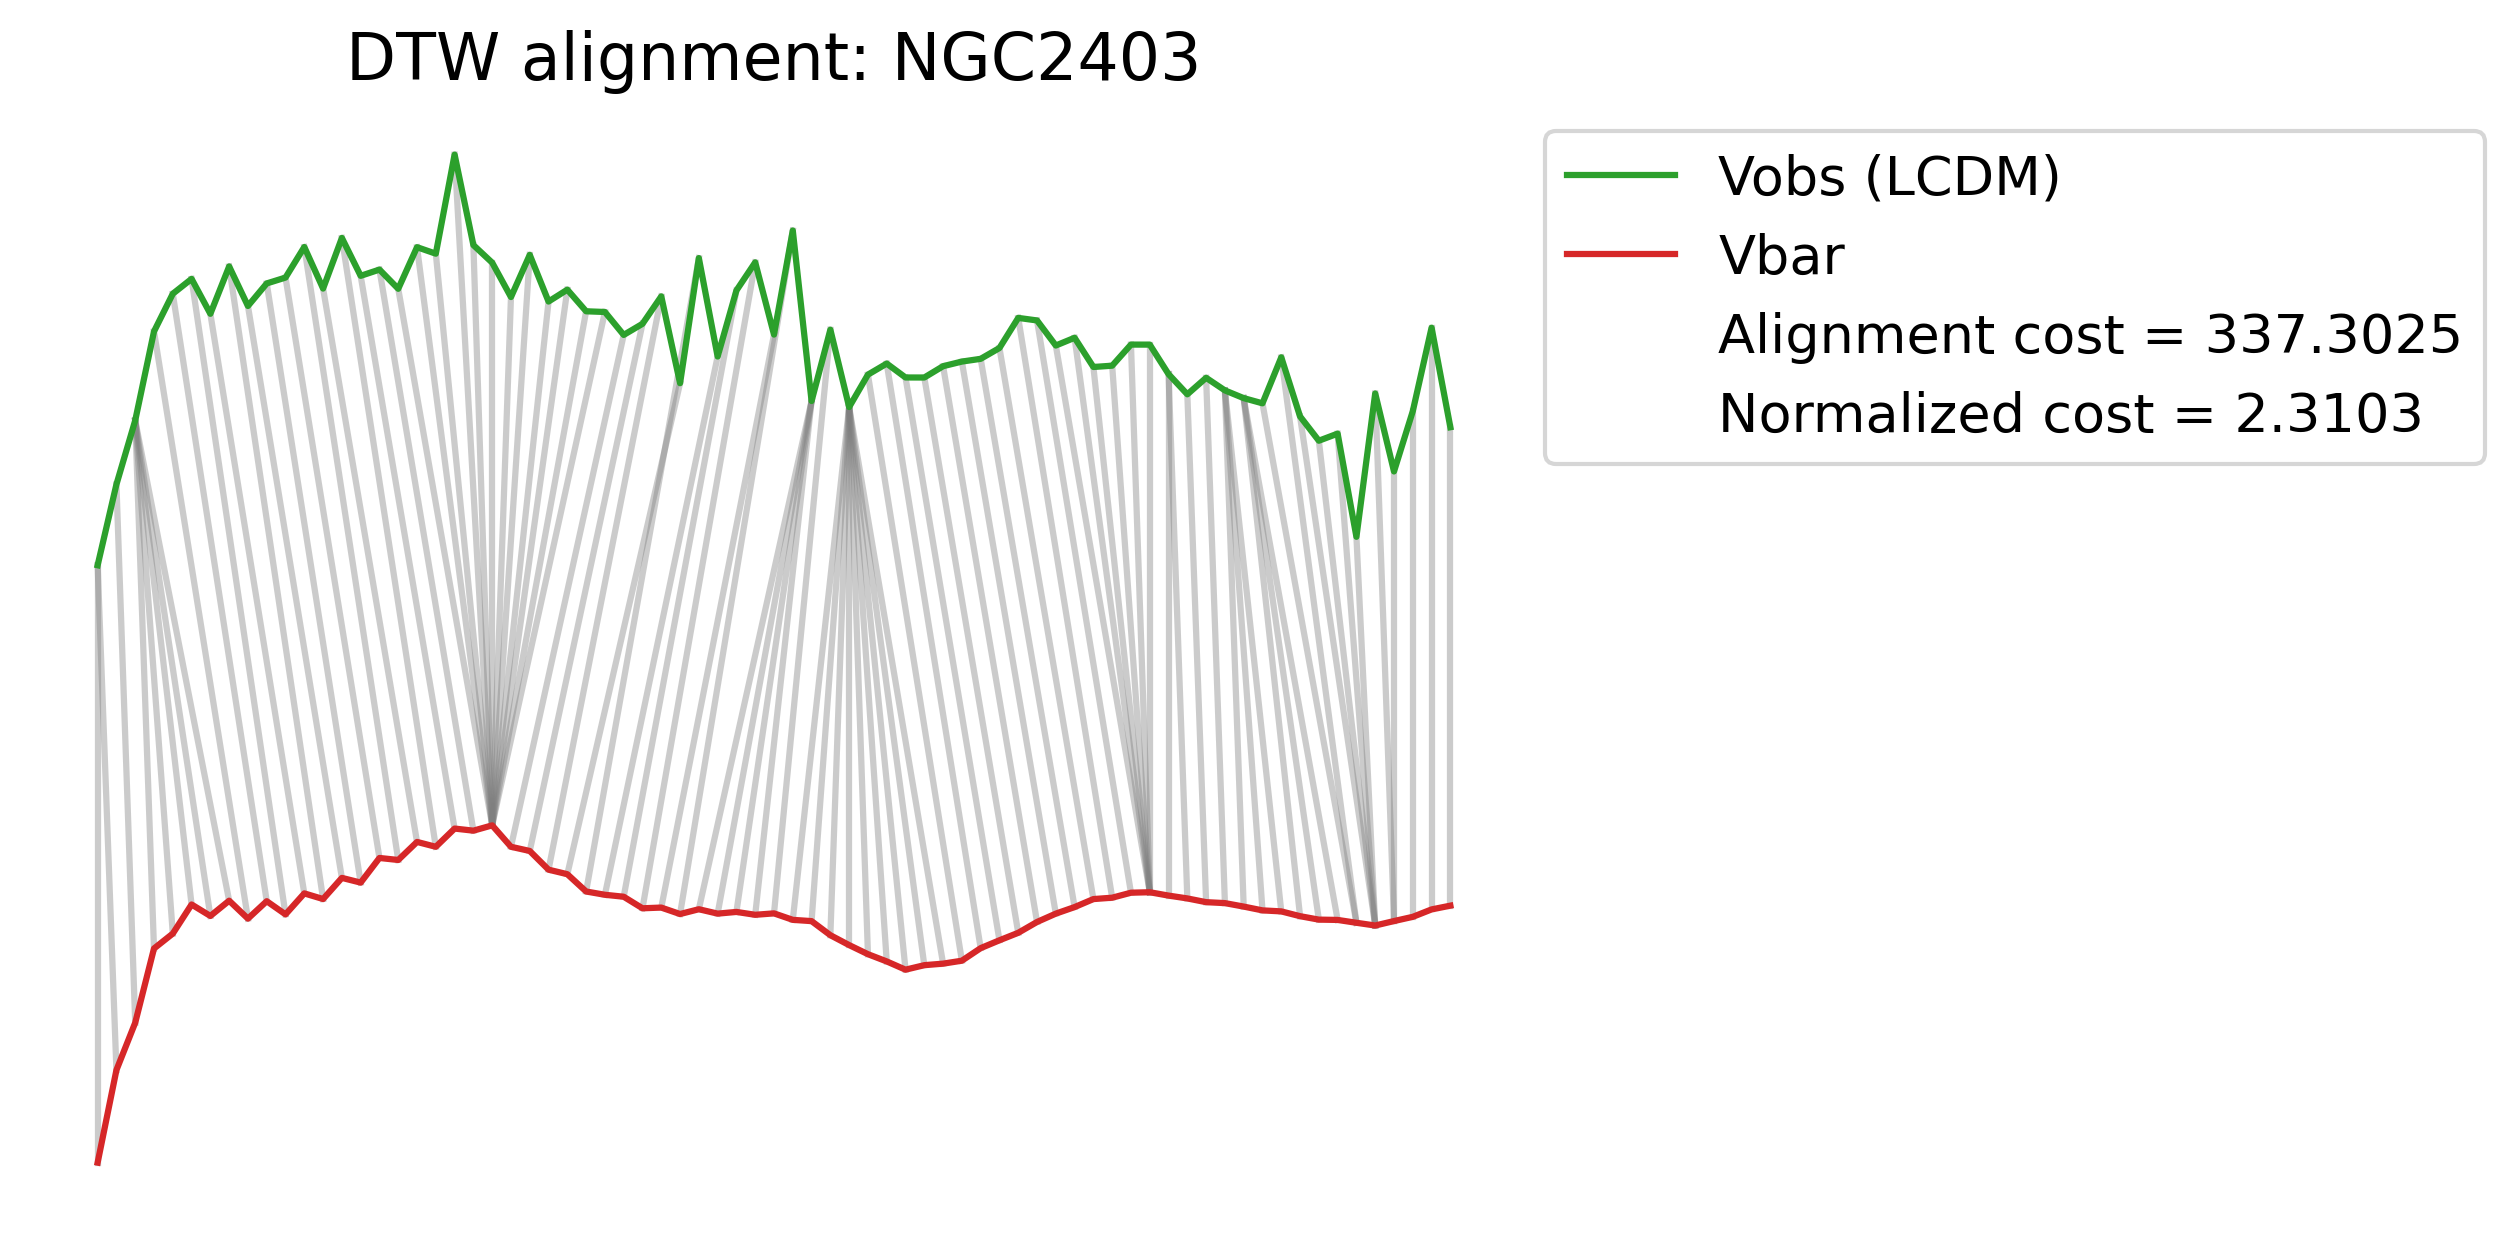 DTW alignment: NGC2403
Vobs (LCDM)
Vbar
Alignment cost = 337.3025
Normalized cost = 2.3103